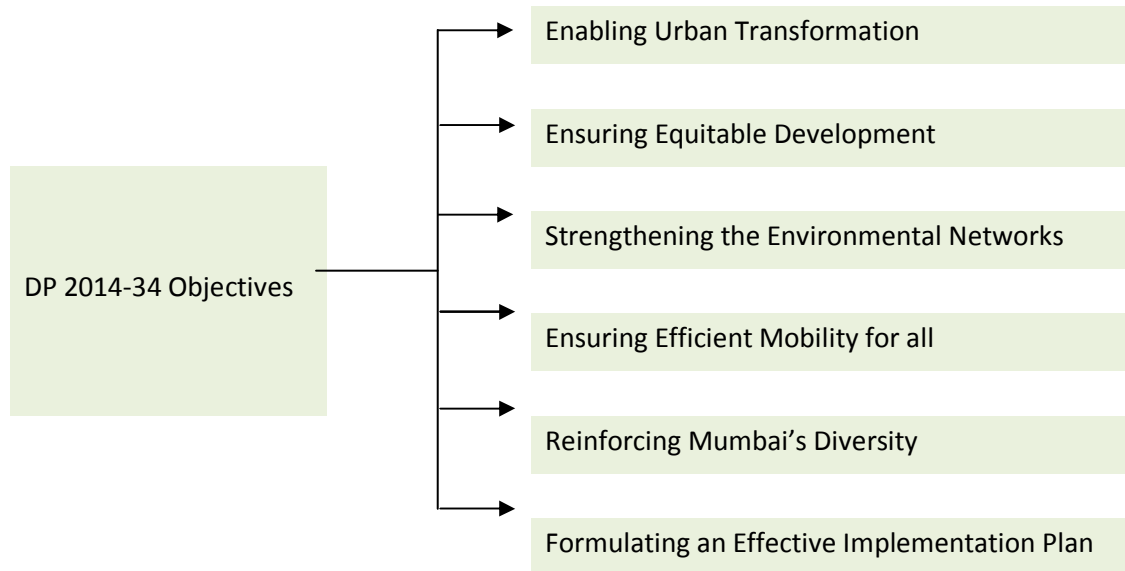 DP 2014-34 Objectives
Enabling Urban Transformation
Ensuring Equitable Development
Strengthening the Environmental Networks
Ensuring Efficient Mobility for all
Reinforcing Mumbai’s Diversity
Formulating an Effective Implementation Plan